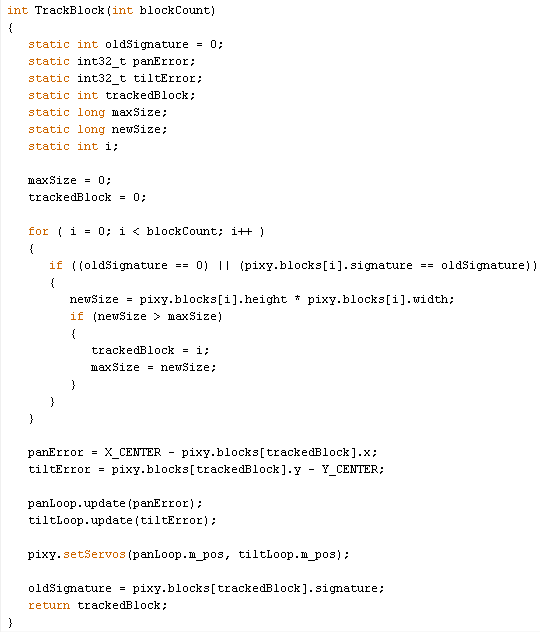 int TrackBlock(int blockCount)
{
static int oldSignature = 0;
static int32_t panError;
static int32_t tiltError;
static int trackedBlock;
static long maxSize;
static long newSize;
static int i;
maxSize = 0;
trackedBlock = 0;
for ( i = 0; i < blockCount; i++ )
{
if ((oldSignature == 0) || (pixy.blocks[i].signature == oldSignature))
{
newSize = pixy.blocks[i].height * pixy.blocks[i].width;
if (newSize > maxSize)
{
trackedBlock = i;
maxSize = newSize;
}
}
}
panError = X_CENTER - pixy.blocks[trackedBlock].x;
tiltError = pixy.blocks[trackedBlock].y - Y_CENTER;
panLoop.update(panError);
tiltLoop.update(tiltError);
pixy.setServos(panLoop.m_pos, tiltLoop.m_pos);
oldSignature = pixy.blocks[trackedBlock].signature;
return trackedBlock;
}